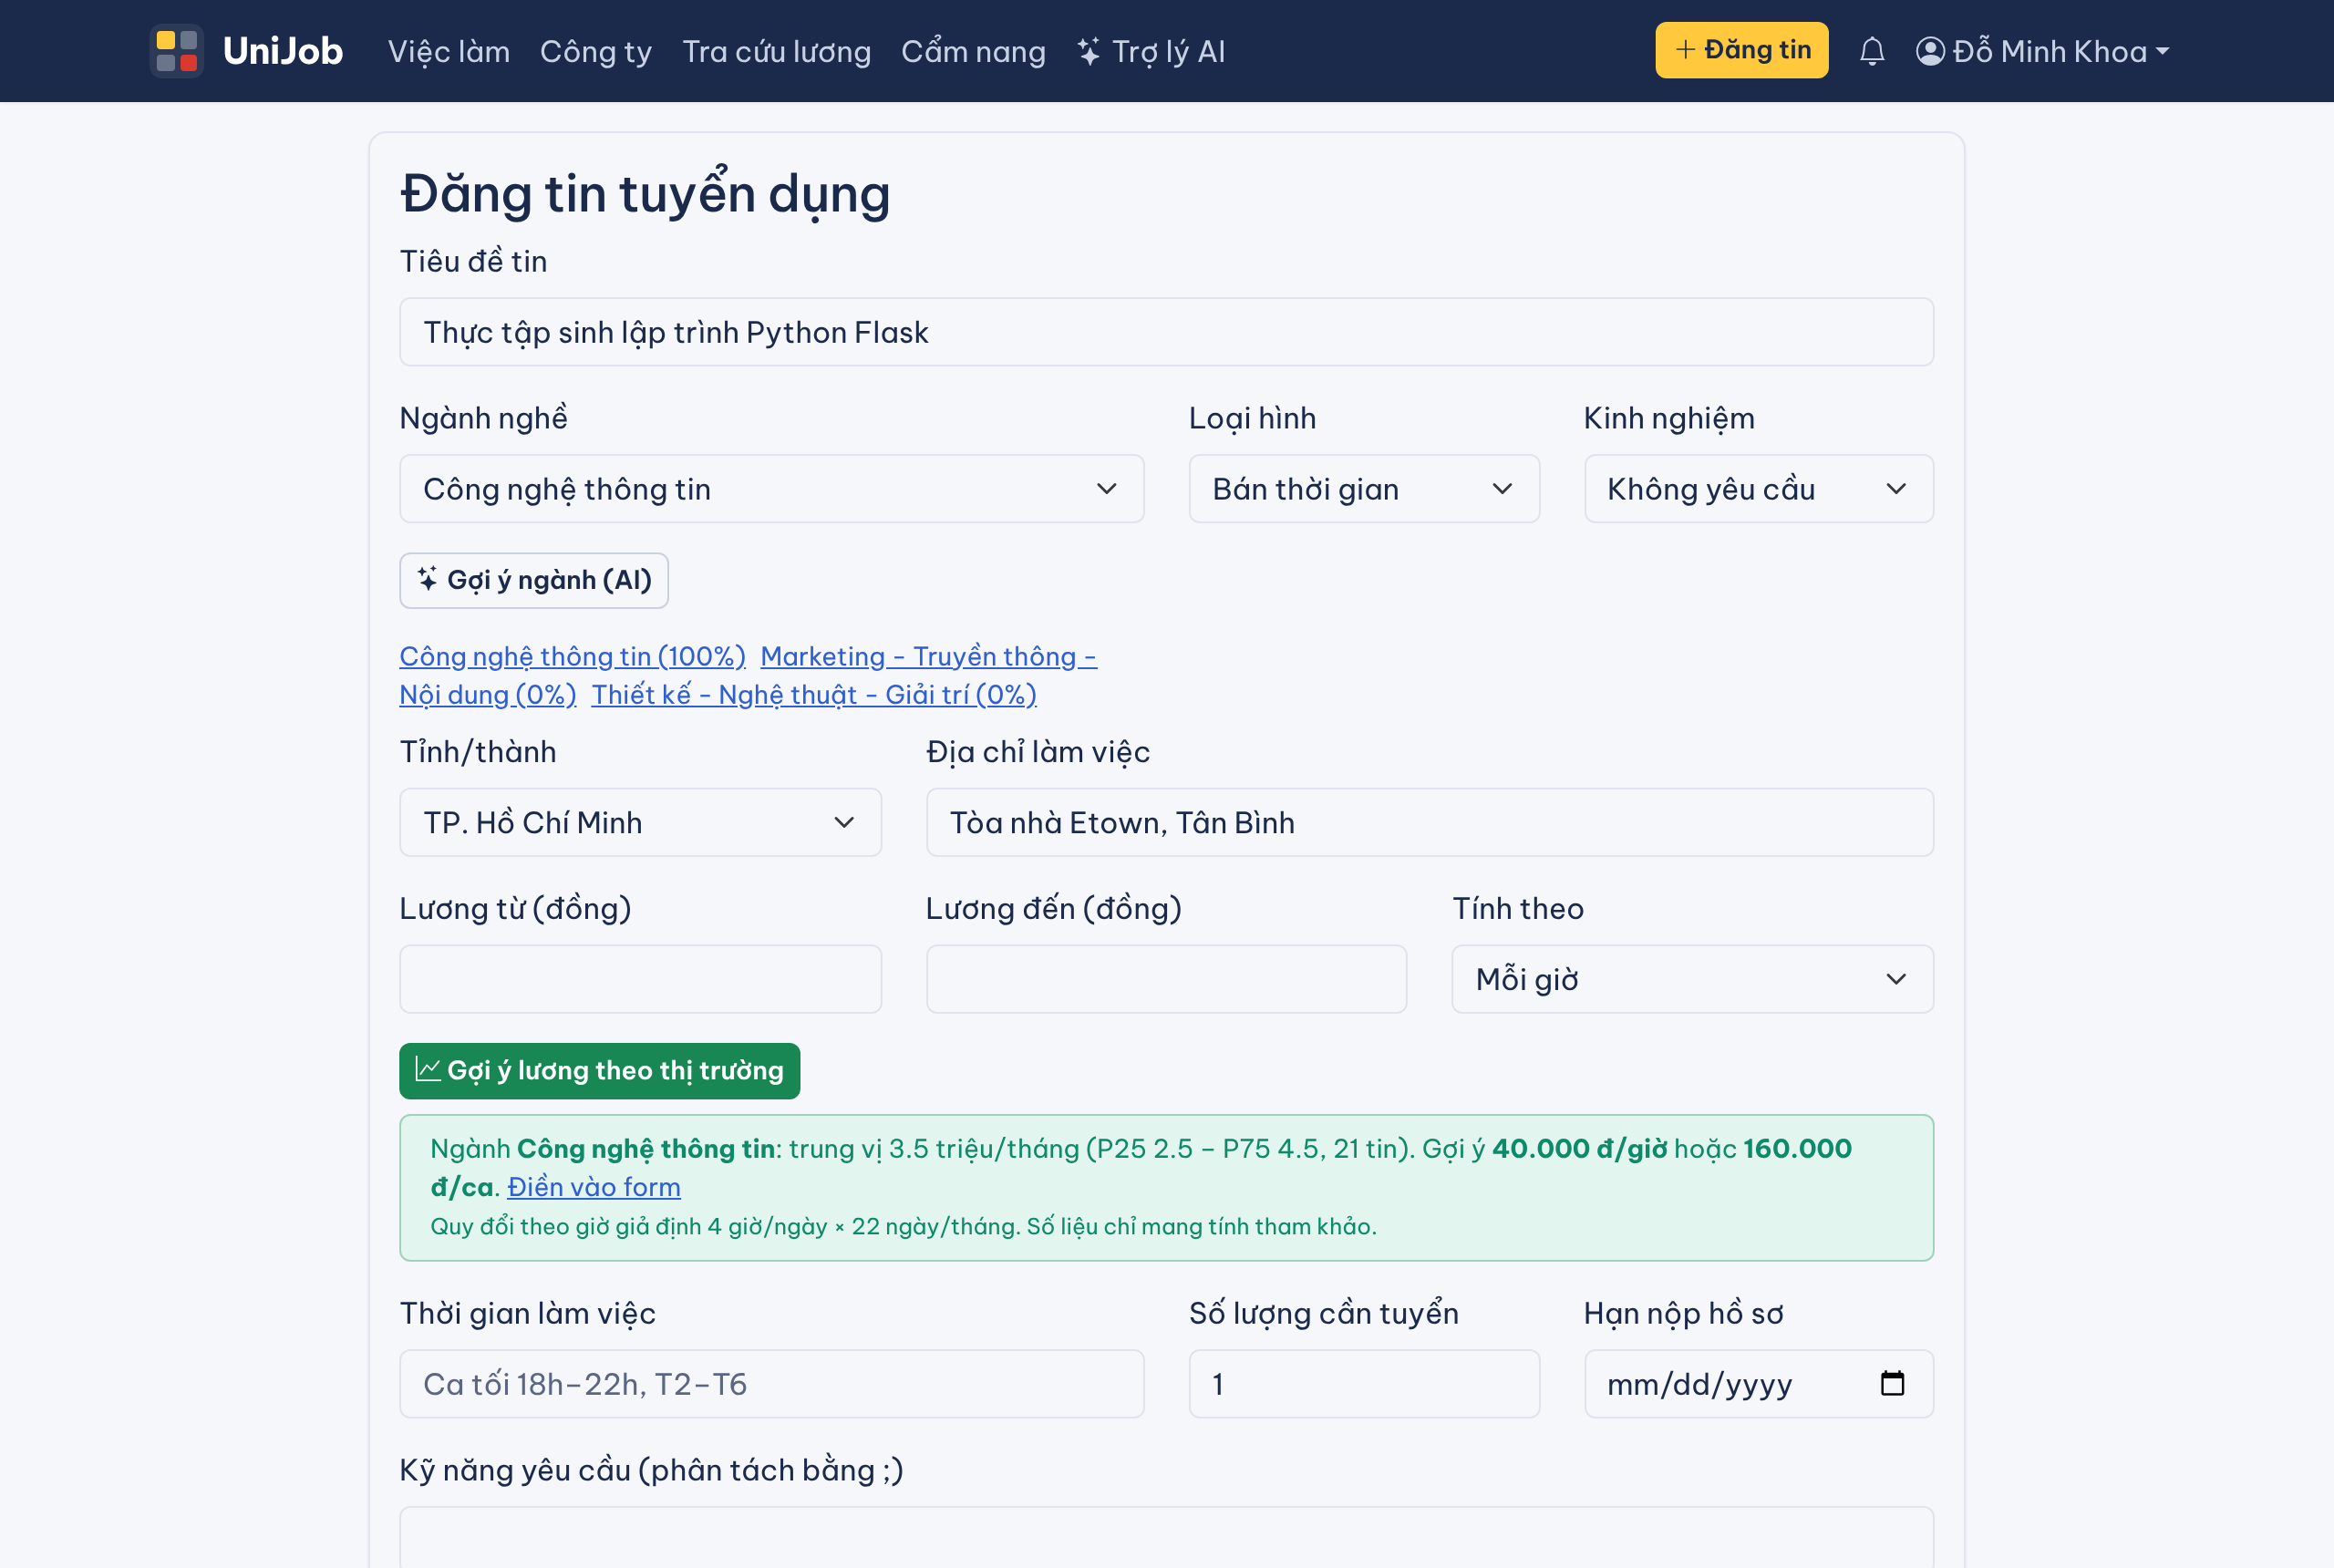 UniJob Việc làm Công ty Tra cứu lương Cẩm nang Trợ lý AI + Đăng tin Đỗ Minh Khoa
Đăng tin tuyển dụng
Tiêu đề tin
Thực tập sinh lập trình Python Flask
Ngành nghề Loại hình Kinh nghiệm
Công nghệ thông tin Bán thời gian Không yêu cầu
Gợi ý ngành (AI)
Công nghệ thông tin (100%) Marketing - Truyền thông -
Nội dung (0%) Thiết kế - Nghệ thuật - Giải trí (0%)
Tỉnh/thành Địa chỉ làm việc
TP. Hồ Chí Minh Tòa nhà Etown, Tân Bình
Lương từ (đồng) Lương đến (đồng) Tính theo
Mỗi giờ
Gợi ý lương theo thị trường
Ngành Công nghệ thông tin: trung vị 3.5 triệu/tháng (P25 2.5 – P75 4.5, 21 tin). Gợi ý 40.000 đ/giờ hoặc 160.000
đ/ca. Điền vào form
Quy đổi theo giờ giả định 4 giờ/ngày × 22 ngày/tháng. Số liệu chỉ mang tính tham khảo.
Thời gian làm việc Số lượng cần tuyển Hạn nộp hồ sơ
Ca tối 18h–22h, T2–T6 1 mm/dd/yyyy
Kỹ năng yêu cầu (phân tách bằng ;)